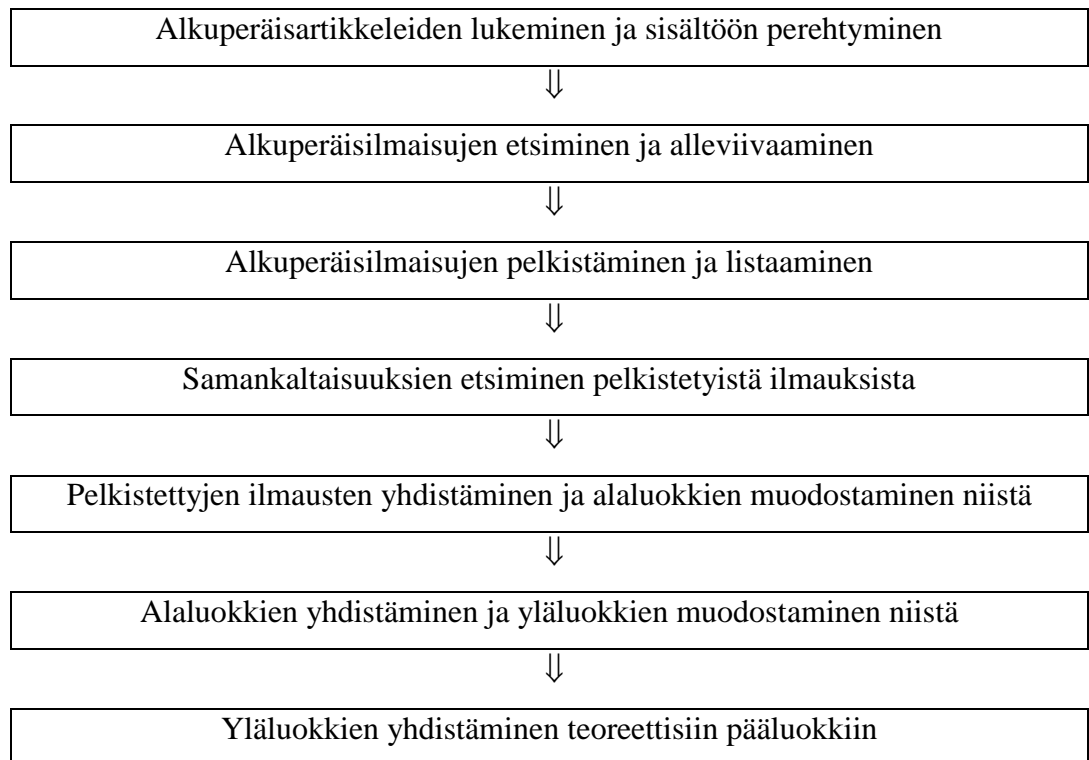 Alkuperäisartikkeleiden lukeminen ja sisältöön perehtyminen
⇓
Alkuperäisilmaisujen etsiminen ja alleviivaaminen
⇓
Alkuperäisilmaisujen pelkistäminen ja listaaminen
⇓
Samankaltaisuuksien etsiminen pelkistetyistä ilmauksista
⇓
Pelkistettyjen ilmausten yhdistäminen ja alaluokkien muodostaminen niistä
⇓
Alaluokkien yhdistäminen ja yläluokkien muodostaminen niistä
⇓
Yläluokkien yhdistäminen teoreettisiin pääluokkiin